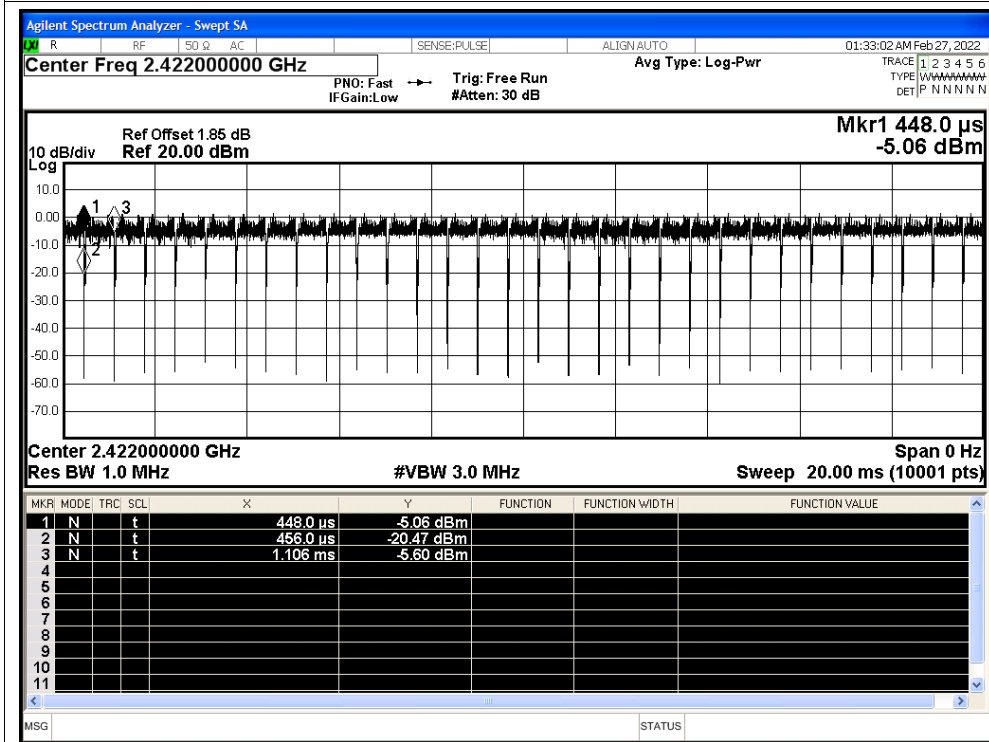 Agilent Spectrum Analyzer - Swept SA
LXI R RF 50 Ω AC SENSE:PULSE ALIGN AUTO 01:33:02 AM Feb 27, 2022
Center Freq 2.422000000 GHz Avg Type: Log-Pwr TRACE 1 2 3 4 5 6
PNO: Fast Trig: Free Run TYPE WWWWWW
IFGain:Low #Atten: 30 dB DET P N N N N N
Mkr1 448.0 µs
Ref Offset 1.85 dB
10 dB/div Ref 20.00 dBm -5.06 dBm
Log
10.0
1 3
0.00
-10.0
2
-20.0
-30.0
-40.0
-50.0
-60.0
-70.0
Center 2.422000000 GHz Span 0 Hz
Res BW 1.0 MHz #VBW 3.0 MHz Sweep 20.00 ms (10001 pts)
MKR MODE TRC SCL X Y FUNCTION FUNCTION WIDTH FUNCTION VALUE
1 N t 448.0 µs -5.06 dBm
2 N t 456.0 µs -20.47 dBm
3 N t 1.106 ms -5.60 dBm
4
5
6
7
8
9
10
11
MSG STATUS